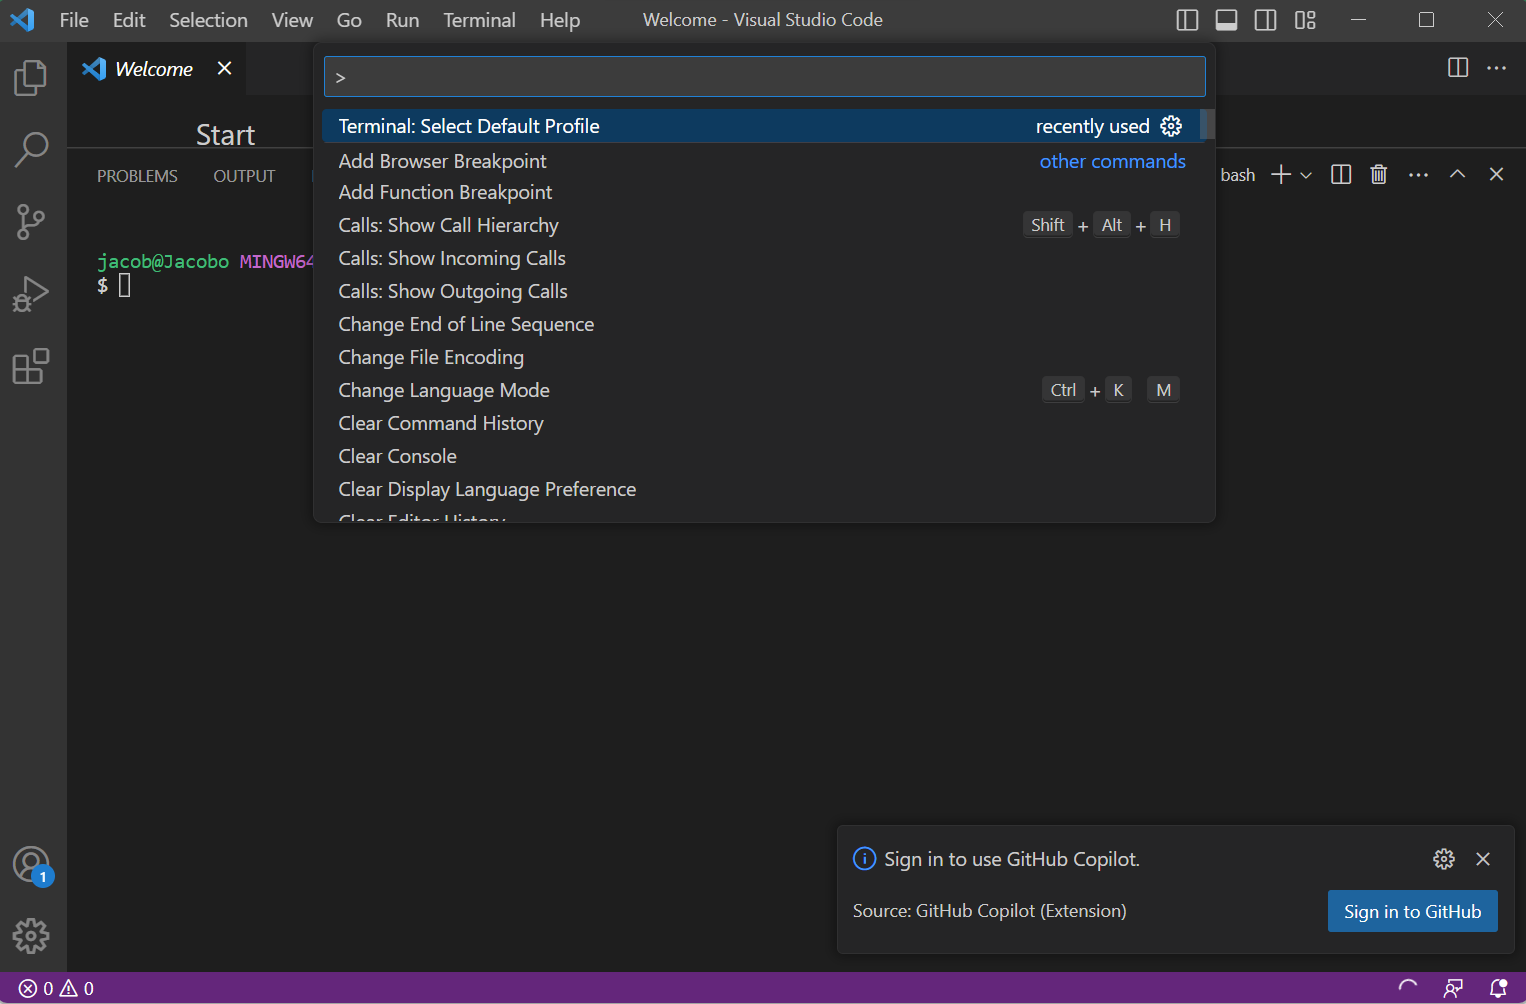 File Edit Selection View Go Run Terminal Help Welcome - Visual Studio Code
Welcome
>
Terminal: Select Default Profile recently used
Add Browser Breakpoint other commands
Add Function Breakpoint
Calls: Show Call Hierarchy Shift + Alt + H
Calls: Show Incoming Calls
Calls: Show Outgoing Calls
Change End of Line Sequence
Change File Encoding
Change Language Mode Ctrl + K M
Clear Command History
Clear Console
Clear Display Language Preference
Clear Editor History
Start
PROBLEMS OUTPUT bash
jacob@Jacobo MINGW64
$
1
Sign in to use GitHub Copilot.
Source: GitHub Copilot (Extension) Sign in to GitHub
0 0